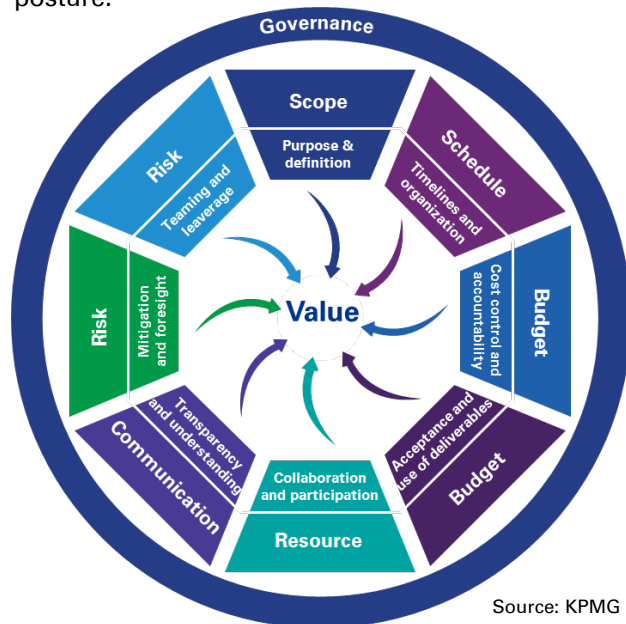 posture.
Governance
Scope
Purpose &
definition
Schedule
Timelines and
organization
Budget
Cost control and
accountability
Budget
Acceptance and
use of deliverables
Resource
Collaboration
and participation
Communication
Transparency
and understanding
Risk
Mitigation
and foresight
Risk
Teaming and
leaverage
Value
Source: KPMG